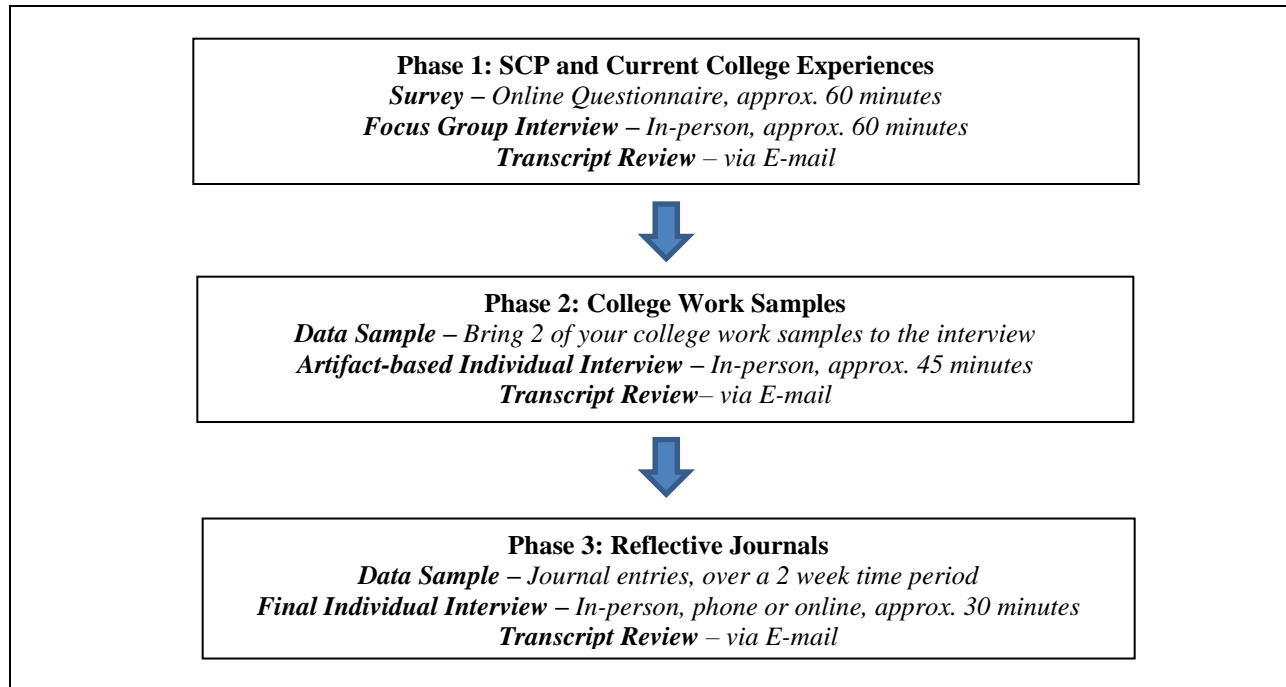 Phase 1: SCP and Current College Experiences
Survey – Online Questionnaire, approx. 60 minutes
Focus Group Interview – In-person, approx. 60 minutes
Transcript Review – via E-mail
Phase 2: College Work Samples
Data Sample – Bring 2 of your college work samples to the interview
Artifact-based Individual Interview – In-person, approx. 45 minutes
Transcript Review– via E-mail
Phase 3: Reflective Journals
Data Sample – Journal entries, over a 2 week time period
Final Individual Interview – In-person, phone or online, approx. 30 minutes
Transcript Review – via E-mail